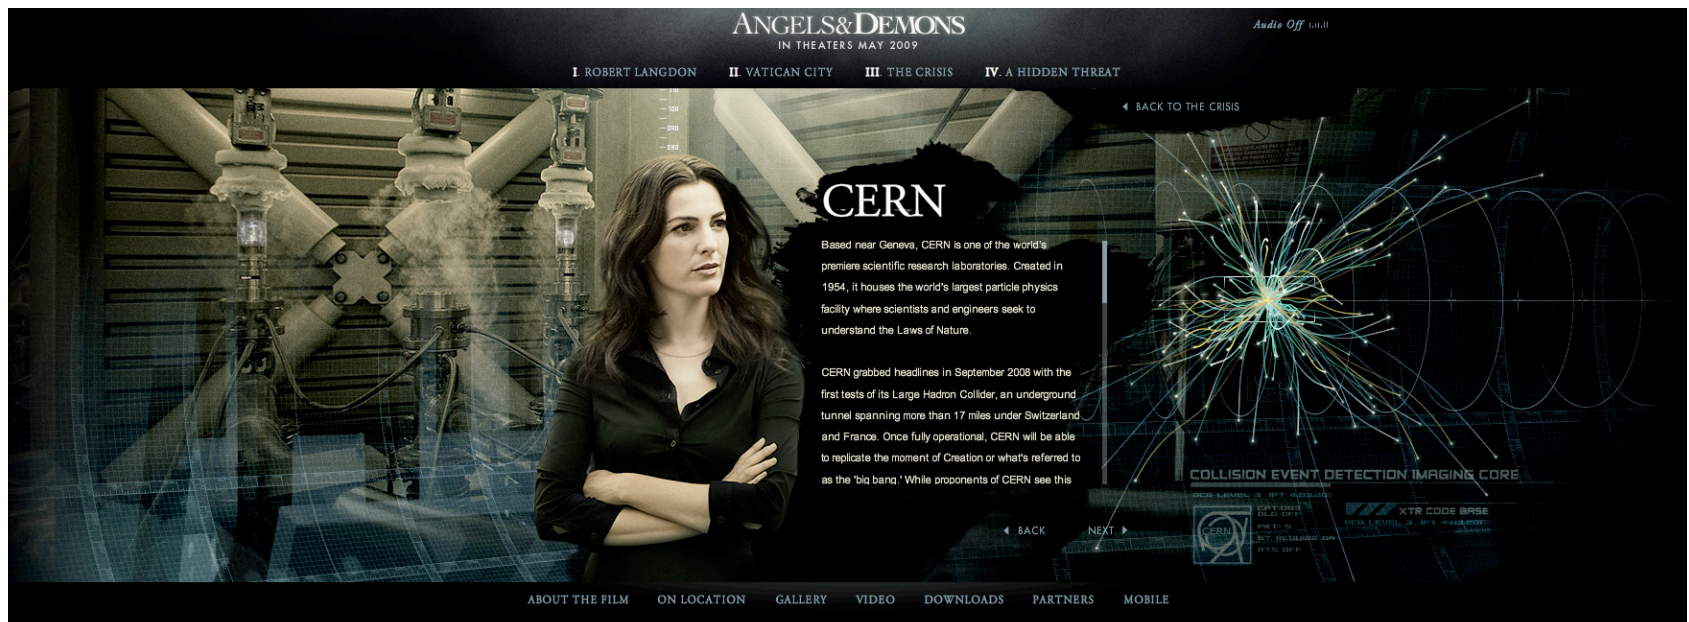 ANGELS&DEMONS
IN THEATERS MAY 2009
Audio Off
I. ROBERT LANGDON
II. VATICAN CITY
III. THE CRISIS
IV. A HIDDEN THREAT
BACK TO THE CRISIS
CERN
Based near Geneva, CERN is one of the world's
premiere scientific research laboratories. Created in
1954, it houses the world's largest particle physics
facility where scientists and engineers seek to
understand the Laws of Nature.
CERN grabbed headlines in September 2008 with the
first tests of its Large Hadron Collider, an underground
tunnel spanning more than 17 miles under Switzerland
and France. Once fully operational, CERN will be able
to replicate the moment of Creation or what's referred to
as the 'big bang.' While proponents of CERN see this
BACK
NEXT
COLLISION EVENT DETECTION IMAGING CORE
XTR CODE BASE
CERN
ABOUT THE FILM
ON LOCATION
GALLERY
VIDEO
DOWNLOADS
PARTNERS
MOBILE